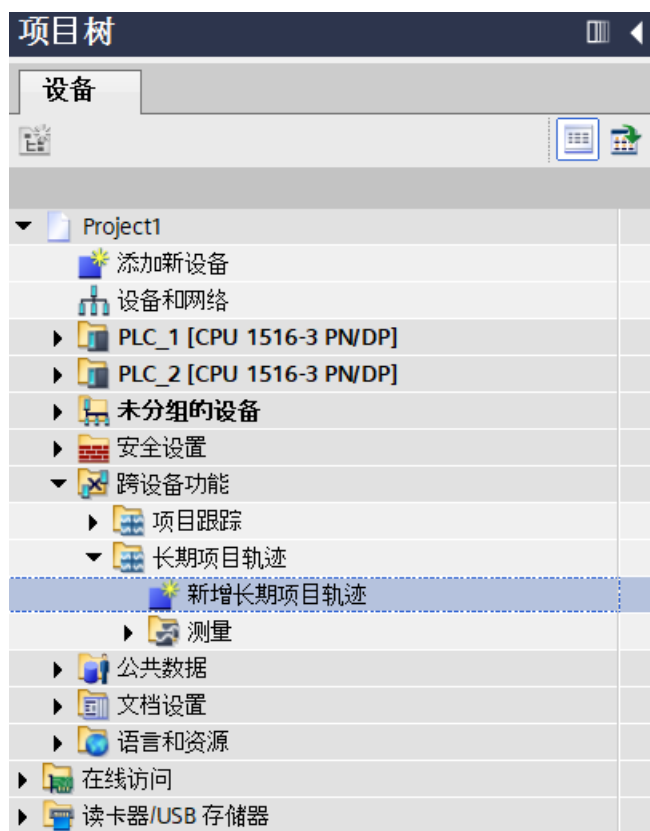 项目树
设备
Project1
添加新设备
设备和网络
PLC_1 [CPU 1516-3 PN/DP]
PLC_2 [CPU 1516-3 PN/DP]
未分组的设备
安全设置
跨设备功能
项目跟踪
长期项目轨迹
新增长期项目轨迹
测量
公共数据
文档设置
语言和资源
在线访问
读卡器/USB 存储器